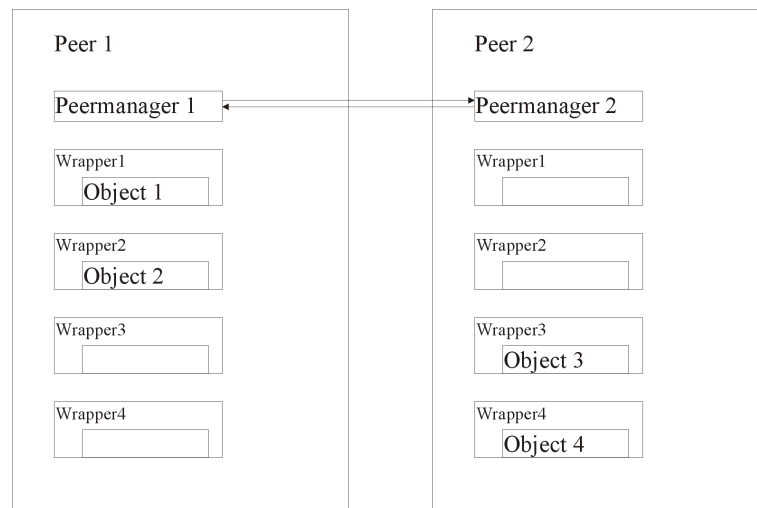 Peer 1
Peermanager 1
Wrapper1
Object 1
Wrapper2
Object 2
Wrapper3
Wrapper4
Peer 2
Peermanager 2
Wrapper1
Wrapper2
Wrapper3
Object 3
Wrapper4
Object 4